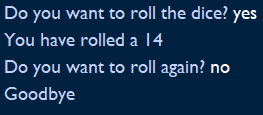 Do you want to roll the dice? yes
You have rolled a 14
Do you want to roll again? no
Goodbye